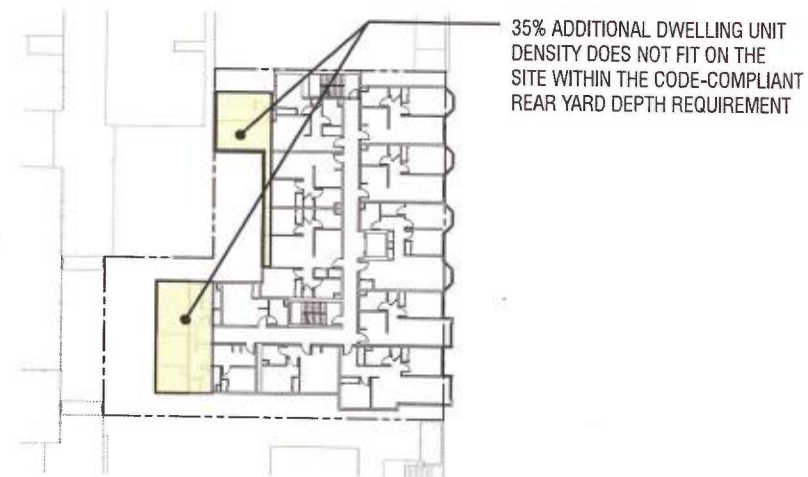 35% ADDITIONAL DWELLING UNIT
DENSITY DOES NOT FIT ON THE
SITE WITHIN THE CODE-COMPLIANT
REAR YARD DEPTH REQUIREMENT